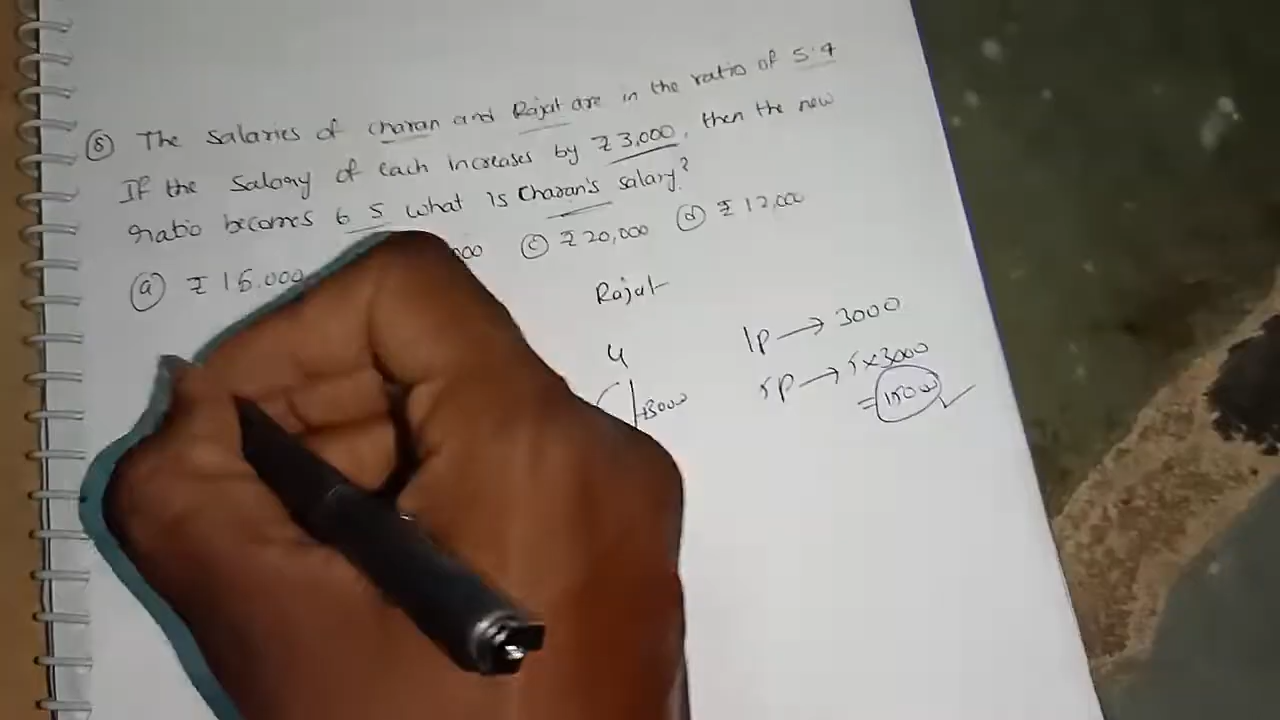 ⑧ The salaries of charan and Rajat are in the ratio of 5:4
If the salary of each increases by ₹3,000, then the new
ratio becomes 6 5 what is Charan's salary?
(a) ₹ 15,000 000 (c) ₹ 20,000 (d) ₹ 12,000
Rajat
4
+3000
1p → 3000
5p → 5×3000
= 15000 ✓